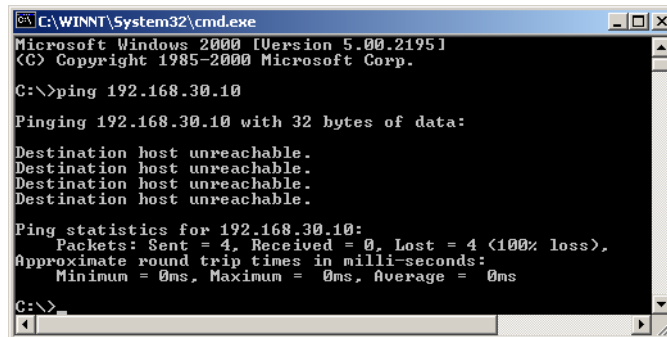 C:\WINNT\System32\cmd.exe
Microsoft Windows 2000 [Version 5.00.2195]
(C) Copyright 1985-2000 Microsoft Corp.
C:\>ping 192.168.30.10
Pinging 192.168.30.10 with 32 bytes of data:
Destination host unreachable.
Destination host unreachable.
Destination host unreachable.
Destination host unreachable.
Ping statistics for 192.168.30.10:
    Packets: Sent = 4, Received = 0, Lost = 4 (100% loss),
Approximate round trip times in milli-seconds:
    Minimum = 0ms, Maximum =  0ms, Average =  0ms
C:\>_